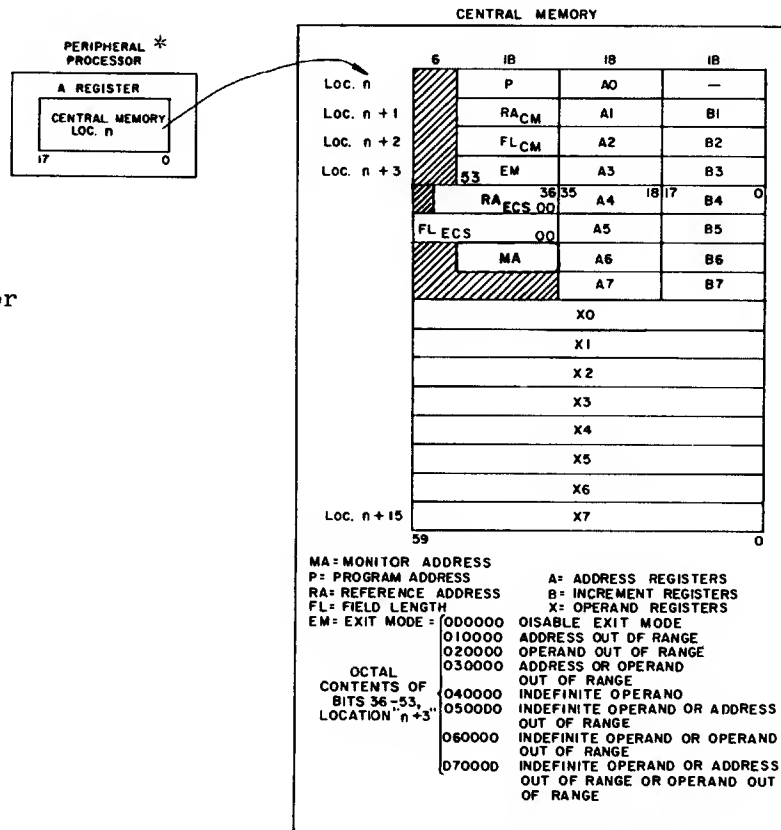 CENTRAL MEMORY
PERIPHERAL *
PROCESSOR
A REGISTER
CENTRAL MEMORY
LOC. n
17 0
6 18 18 18
Loc. n P A0 —
Loc. n + 1 RA CM A1 B1
Loc. n + 2 FL CM A2 B2
Loc. n + 3 EM A3 B3
53 36 35 18 17 0
RA ECS 00 A4 B4
FL ECS 00 A5 B5
MA A6 B6
A7 B7
X0
X1
X2
X3
X4
X5
X6
Loc. n + 15 X7
59 0
MA = MONITOR ADDRESS
P = PROGRAM ADDRESS A = ADDRESS REGISTERS
RA = REFERENCE ADDRESS B = INCREMENT REGISTERS
FL = FIELD LENGTH X = OPERAND REGISTERS
EM = EXIT MODE = 0D0000 DISABLE EXIT MODE
010000 ADDRESS OUT DF RANGE
020000 OPERAND OUT OF RANGE
030000 ADDRESS OR OPERAND
OUT OF RANGE
OCTAL
CONTENTS OF
BITS 36-53,
LOCATION "n+3"
040000 INDEFINITE OPERANO
0500D0 INDEFINITE OPERAND OR ADDRESS
OUT OF RANGE
060000 INDEFINITE OPERAND OR OPERAND
OUT OF RANGE
D7000D INDEFINITE OPERAND OR ADDRESS
OUT OF RANGE OR OPERAND OUT
OF RANGE